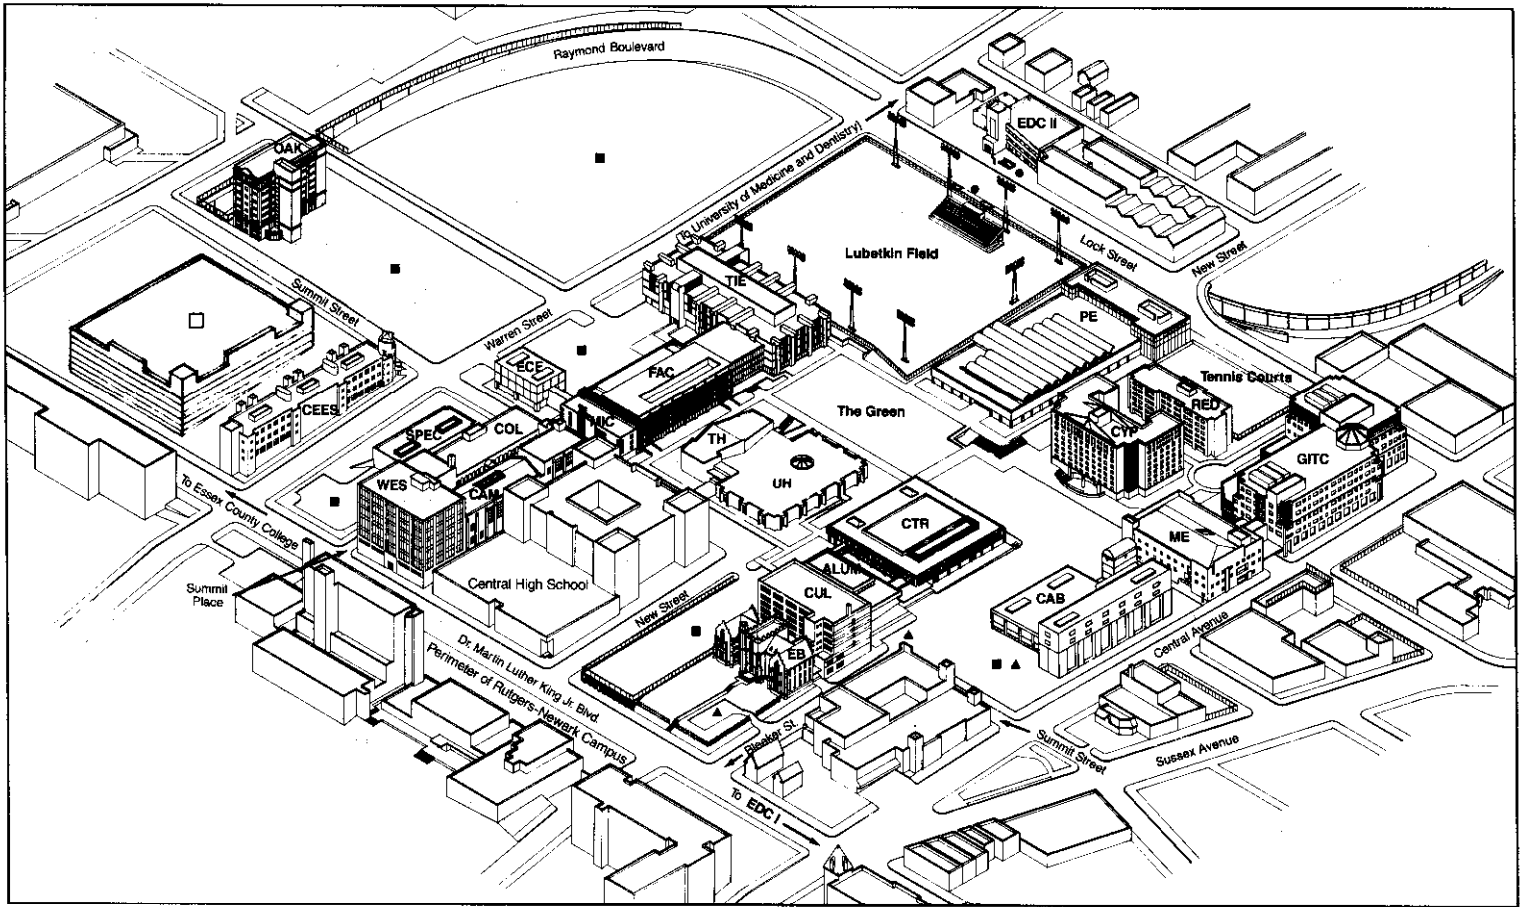 Raymond Boulevard
EDC II
OAK
To University of Medicine and Dentistry)
Lock Street
New Street
Lubetkin Field
TIE
Summit Street
PE
Warren Street
ECE
FAC
Tennis Courts
RED
The Green
CEES
MIC
CYP
SPEC
COL
TH
GITC
UH
WES
CAM
CTR
To Essex County College
ME
ALUM
Central High School
CUL
CAB
Summit
Place
New Street
Central Avenue
EB
Dr. Martin Luther King Jr. Blvd.
Perimeter of Rutgers-Newark Campus
Bleeker St.
Summit Street
Sussex Avenue
To EDC I